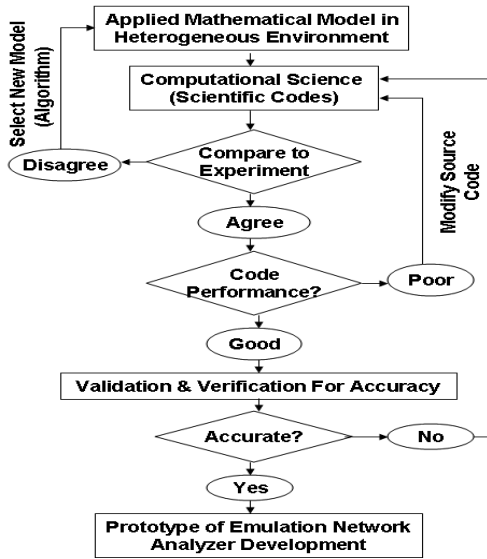 Applied Mathematical Model in
Heterogeneous Environment
Select New Model
(Algorithm)
Computational Science
(Scientific Codes)
Compare to
Experiment
Disagree
Agree
Modify Source
Code
Code
Performance?
Poor
Good
Validation & Verification For Accuracy
Accurate?
No
Yes
Prototype of Emulation Network
Analyzer Development